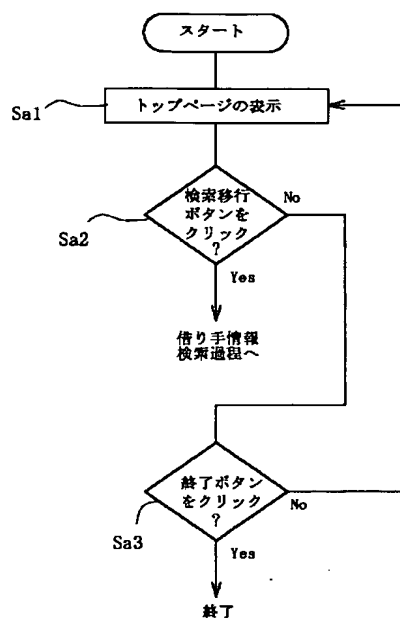 スタート
Sa1
トップページの表示
検索移行
ボタンを
クリック
?
No
Sa2
Yes
借り手情報
検索過程へ
終了ボタン
をクリック
?
No
Sa3
Yes
終了